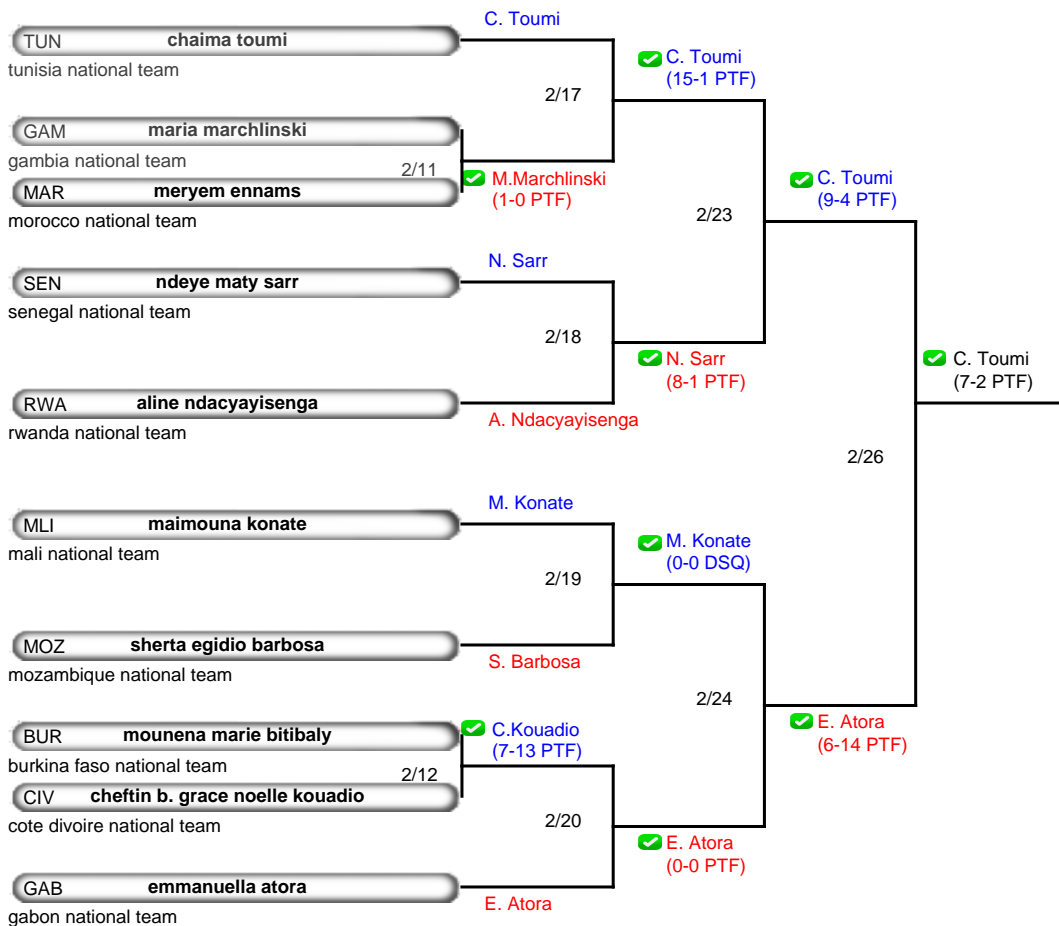 C. Toumi
TUN chaima toumi
tunisia national team
C. Toumi
(15-1 PTF)
2/17
GAM maria marchlinski
gambia national team
2/11
M.Marchlinski
(1-0 PTF)
MAR meryem ennams
morocco national team
C. Toumi
(9-4 PTF)
2/23
N. Sarr
SEN ndeye maty sarr
senegal national team
2/18
N. Sarr
(8-1 PTF)
C. Toumi
(7-2 PTF)
RWA aline ndacyayisenga
A. Ndacyayisenga
rwanda national team
2/26
M. Konate
MLI maimouna konate
mali national team
M. Konate
(0-0 DSQ)
2/19
MOZ sherta egidio barbosa
S. Barbosa
mozambique national team
2/24
E. Atora
(6-14 PTF)
BUR mounena marie bitibaly
C.Kouadio
(7-13 PTF)
burkina faso national team
2/12
CIV cheftin b. grace noelle kouadio
cote divoire national team
2/20
E. Atora
(0-0 PTF)
GAB emmanuella atora
E. Atora
gabon national team